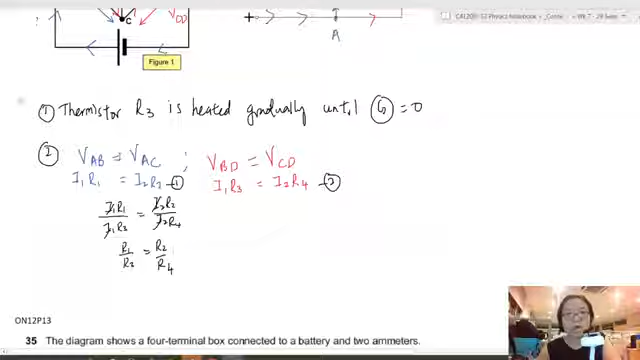 V_DD
c
Figure 1
A
① Thermistor R3 is heated gradually until G = 0
② V_AB = V_AC ; V_BD = V_CD
I1R1 = I2R2 —① I1R3 = I2R4 —②
I1R1 / I1R3 = I2R2 / I2R4
R1 / R3 = R2 / R4
ON12P13
35 The diagram shows a four-terminal box connected to a battery and two ammeters.